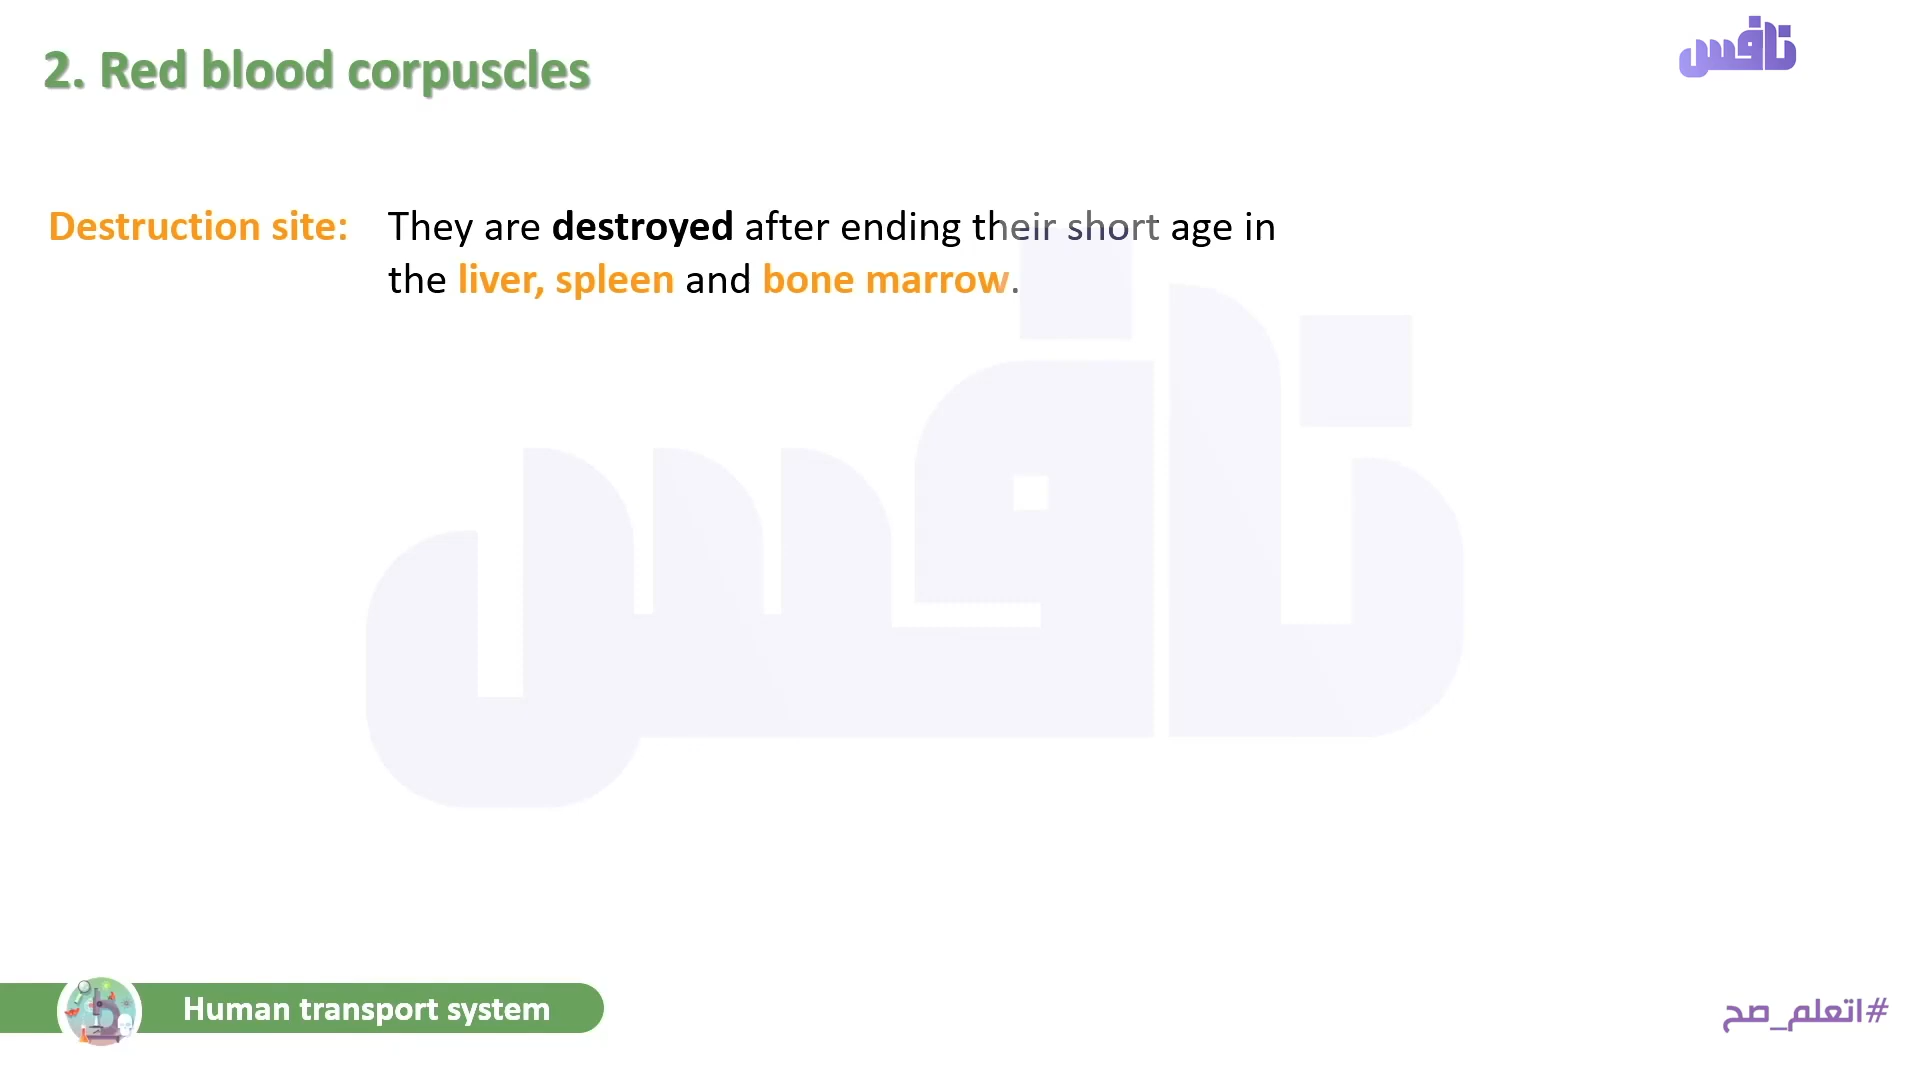 2. Red blood corpuscles
نافس
Destruction site: They are destroyed after ending their short age in
the liver, spleen and bone marrow.
نافس
Human transport system
#اتعلم_صح